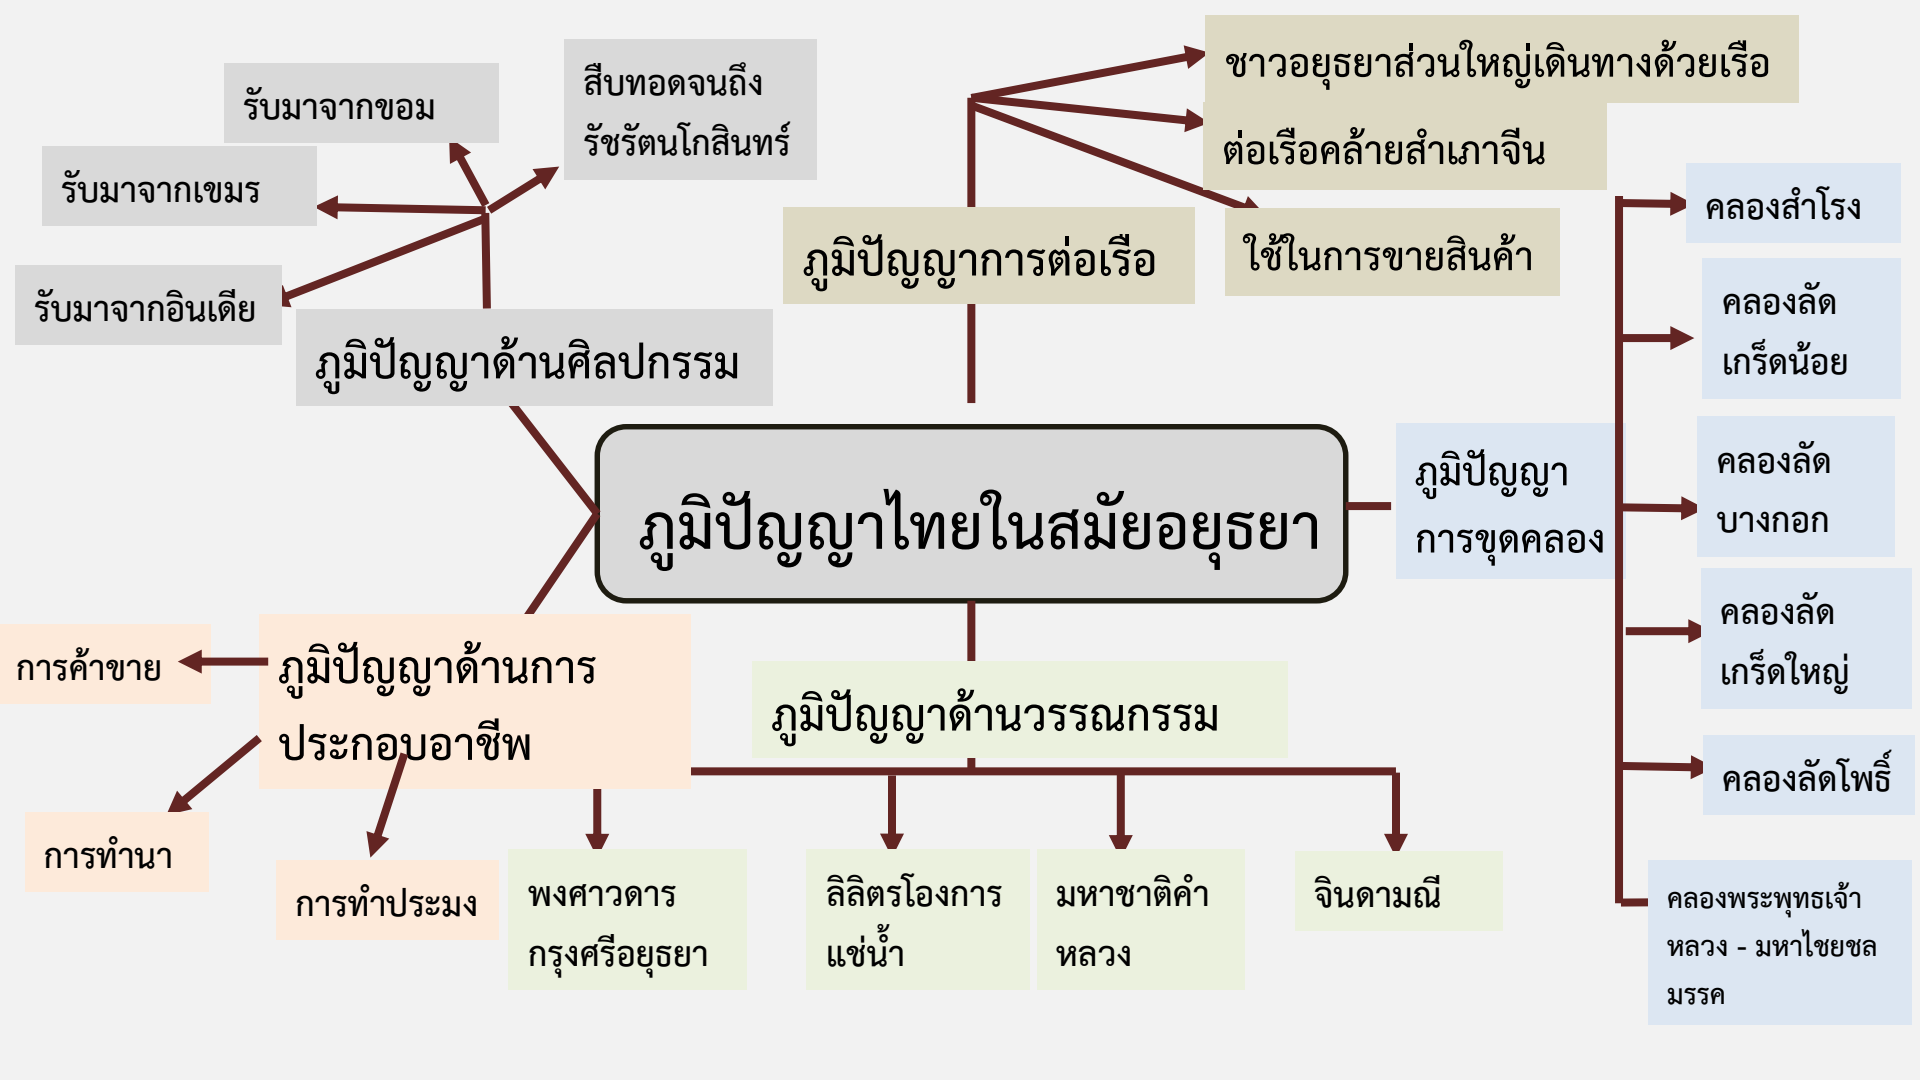 ชาวอยุธยาส่วนใหญ่เดินทางด้วยเรือ
สืบทอดจนถึง
รัชรัตนโกสินทร์
รับมาจากขอม
ต่อเรือคล้ายสำเภาจีน
รับมาจากเขมร
คลองสำโรง
ภูมิปัญญาการต่อเรือ
ใช้ในการขายสินค้า
รับมาจากอินเดีย
คลองลัด
เกร็ดน้อย
ภูมิปัญญาด้านศิลปกรรม
ภูมิปัญญา
การขุดคลอง
คลองลัด
บางกอก
ภูมิปัญญาไทยในสมัยอยุธยา
คลองลัด
เกร็ดใหญ่
การค้าขาย
ภูมิปัญญาด้านการ
ประกอบอาชีพ
ภูมิปัญญาด้านวรรณกรรม
คลองลัดโพธิ์
การทำนา
การทำประมง
พงศาวดาร
กรุงศรีอยุธยา
ลิลิตรโองการ
แช่น้ำ
มหาชาติคำ
หลวง
จินดามณี
คลองพระพุทธเจ้า
หลวง - มหาไชยชล
มรรค